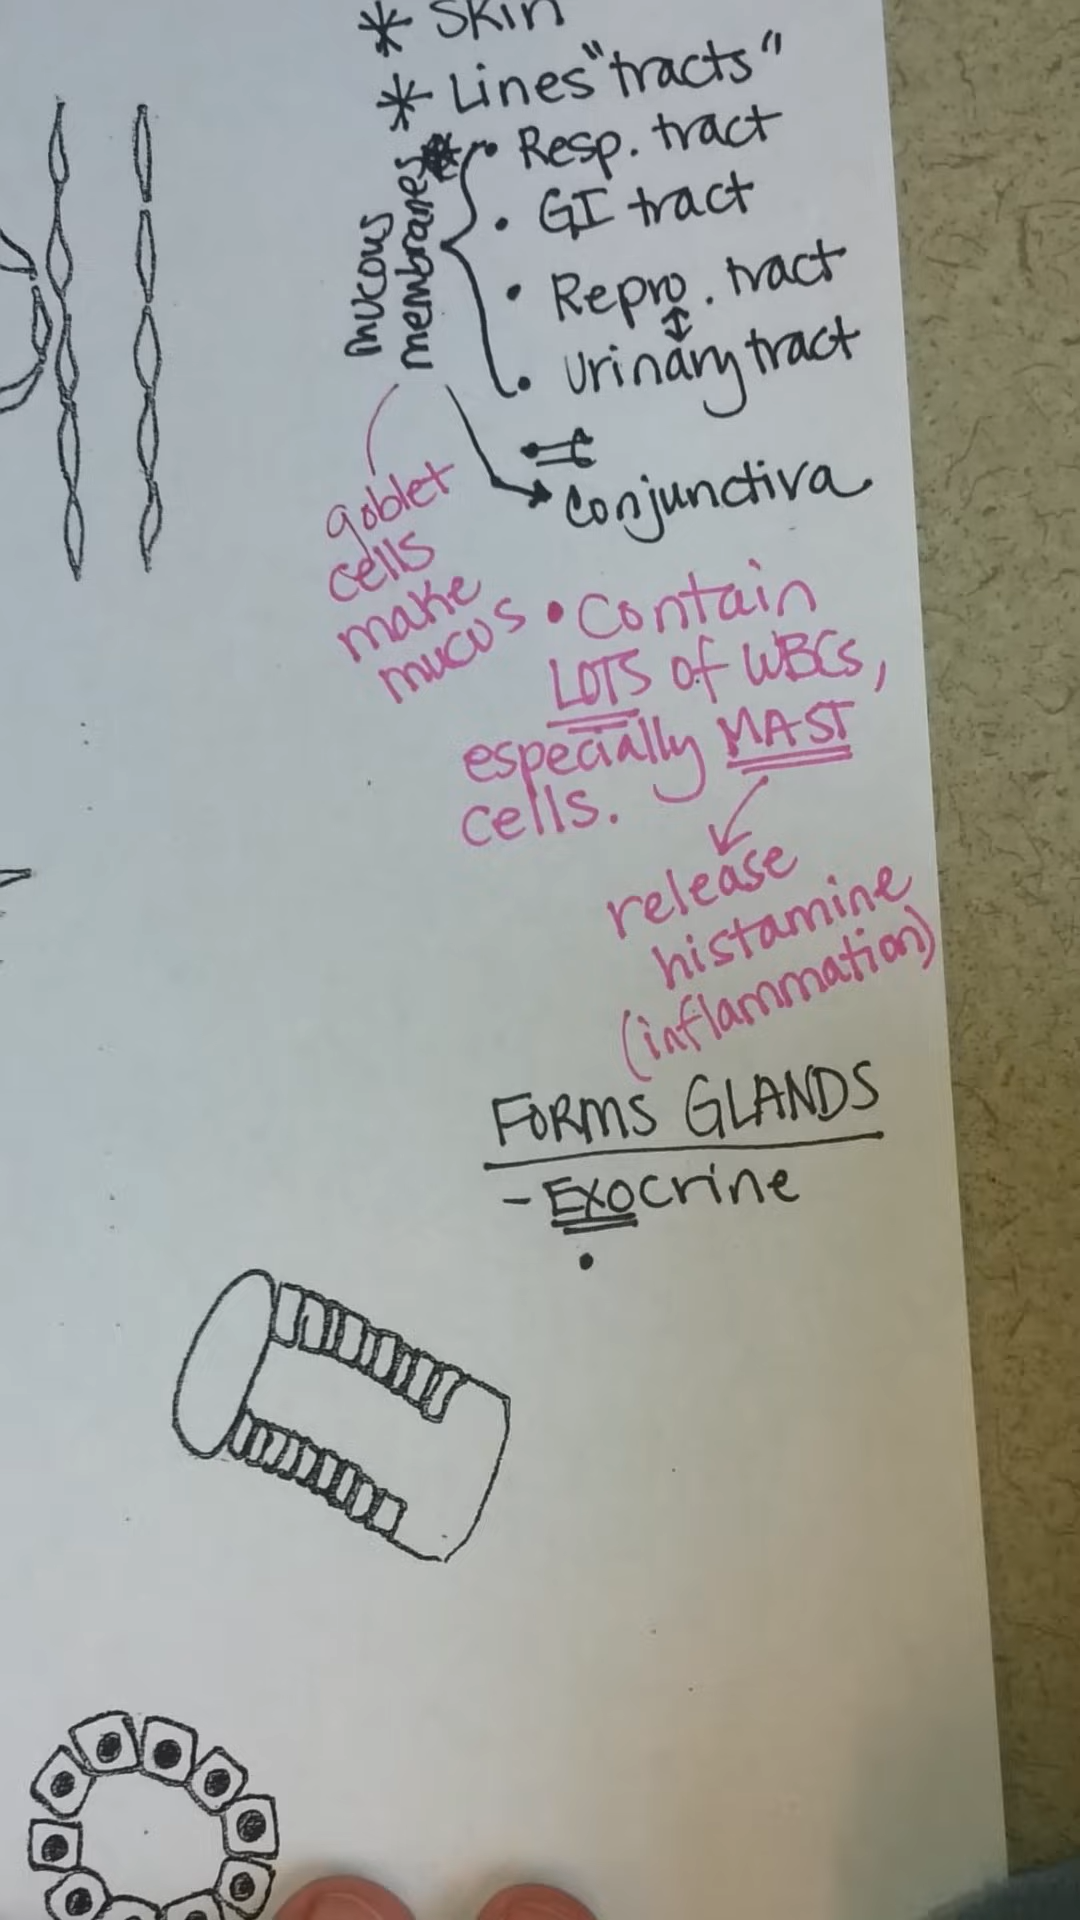 * Skin
* Lines "tracts"
mucous
membranes *
• Resp. tract
• GI tract
• Repro. tract
• Urinary tract
Conjunctiva
goblet
cells
make
mucus
• Contain
LOTS of WBCs,
especially MAST
cells.
release
histamine
(inflammation)
FORMS GLANDS
- EXOcrine
•